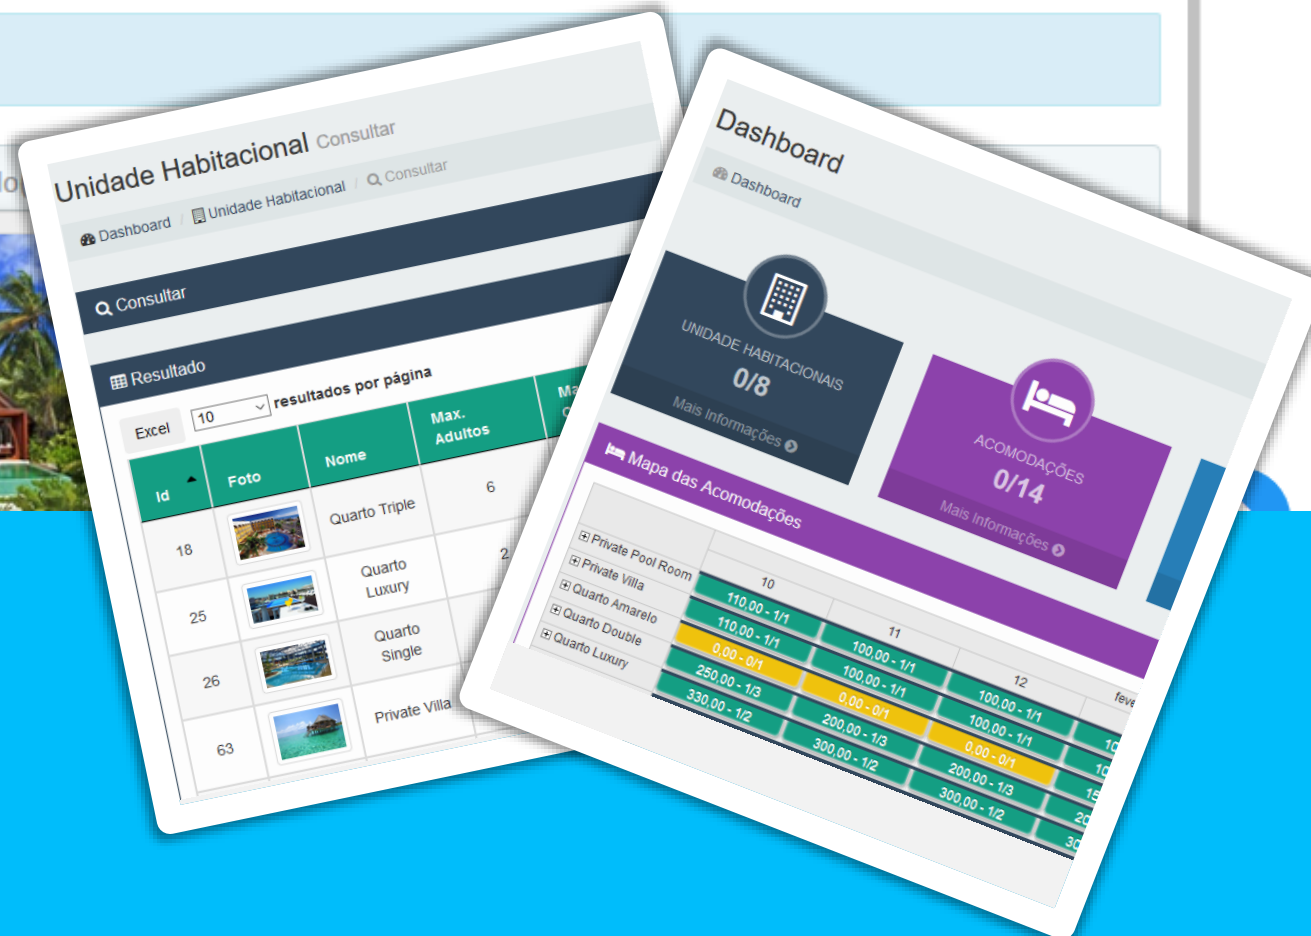 Unidade Habitacional Consultar
Dashboard / Unidade Habitacional / Consultar
Consultar
Resultado
Excel 10 resultados por página
Id Foto Nome Max. Adultos
18 Quarto Triple 6
25 Quarto Luxury 2
26 Quarto Single
63 Private Villa
Dashboard
Dashboard
UNIDADE HABITACIONAIS
0/8
Mais Informações
ACOMODAÇÕES
0/14
Mais Informações
Mapa das Acomodações
10 11 12
Private Pool Room 110,00 - 1/1 100,00 - 1/1 100,00 - 1/1
Private Villa 110,00 - 1/1 100,00 - 1/1 100,00 - 1/1
Quarto Amarelo 0,00 - 0/1 0,00 - 0/1 0,00 - 0/1
Quarto Double 250,00 - 1/3 200,00 - 1/3 200,00 - 1/3
Quarto Luxury 330,00 - 1/2 300,00 - 1/2 300,00 - 1/2